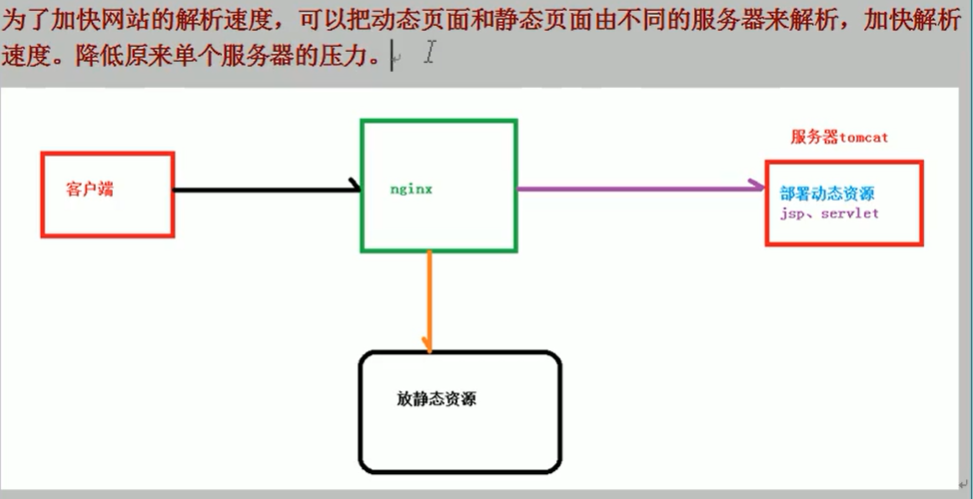 为了加快网站的解析速度，可以把动态页面和静态页面由不同的服务器来解析，加快解析
速度。降低原来单个服务器的压力。
服务器tomcat
客户端
nginx
部署动态资源
jsp、servlet
放静态资源